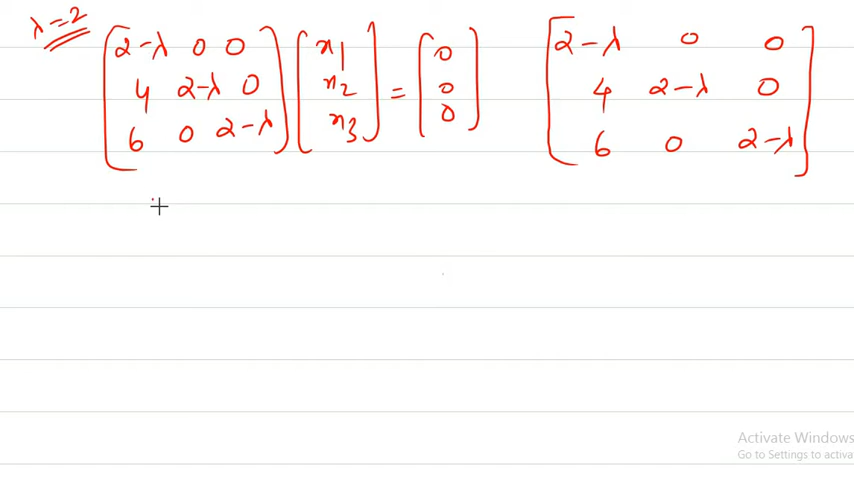 λ = 2
[2-λ 0 0] [x1] = [0] [2-λ 0 0]
[4 2-λ 0] [x2] [0] [4 2-λ 0]
[6 0 2-λ] [x3] [0] [6 0 2-λ]
Activate Windows
Go to Settings to activa